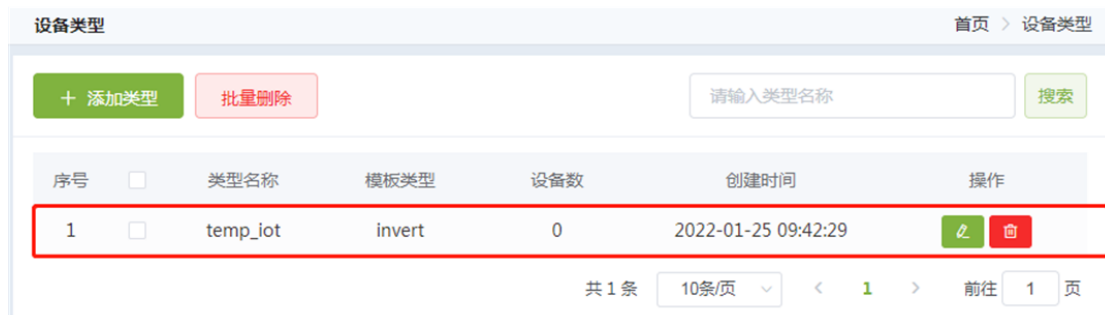 设备类型 首页 > 设备类型
+ 添加类型 批量删除 请输入类型名称 搜索
序号 类型名称 模板类型 设备数 创建时间 操作
1 temp_iot invert 0 2022-01-25 09:42:29
共 1 条 10条/页 < 1 > 前往 1 页